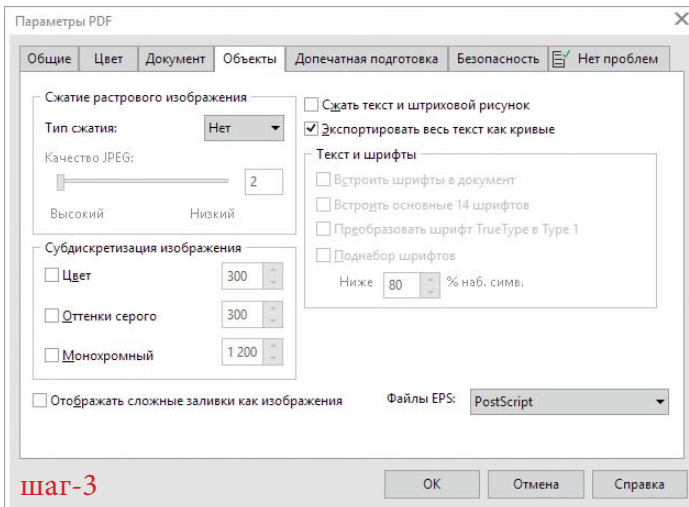 Параметры PDF
Общие Цвет Документ Объекты Допечатная подготовка Безопасность Нет проблем
Сжатие растрового изображения
Тип сжатия: Нет
Качество JPEG:
2
Высокий Низкий
Субдискретизация изображения
Цвет 300
Оттенки серого 300
Монохромный 1 200
Отображать сложные заливки как изображения
Сжать текст и штриховой рисунок
Экспортировать весь текст как кривые
Текст и шрифты
Встроить шрифты в документ
Встроить основные 14 шрифтов
Преобразовать шрифт TrueType в Type 1
Поднабор шрифтов
Ниже 80 % наб. симв.
Файлы EPS: PostScript
шаг-3
ОК Отмена Справка